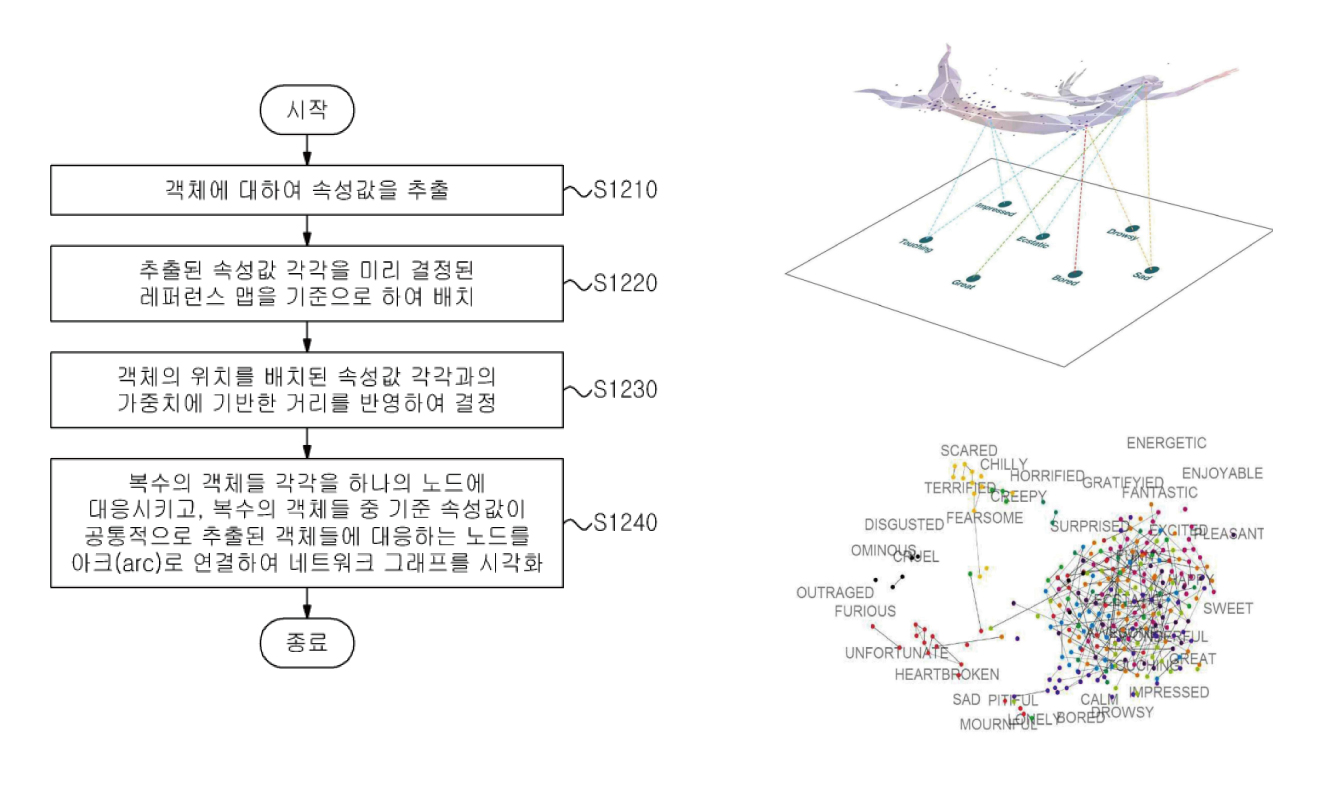 시작
객체에 대하여 속성값을 추출
S1210
추출된 속성값 각각을 미리 결정된
레퍼런스 맵을 기준으로 하여 배치
S1220
객체의 위치를 배치된 속성값 각각과의
가중치에 기반한 거리를 반영하여 결정
S1230
복수의 객체들 각각을 하나의 노드에
대응시키고, 복수의 객체들 중 기준 속성값이
공통적으로 추출된 객체들에 대응하는 노드를
아크(arc)로 연결하여 네트워크 그래프를 시각화
S1240
종료
Impressed
Touching
Ecstatic
Drowsy
Great
Bored
Sad
ENERGETIC
SCARED
CHILLY
HORRIFIED
ENJOYABLE
GRATIFYIED
TERRIFIED
CREEPY
FANTASTIC
FEARSOME
DISGUSTED
SURPRISED
EXCITED
PLEASANT
OMINOUS
CRUEL
FUNNY
HAPPY
OUTRAGED
FURIOUS
ECSTATIC
SWEET
AWESOME
WONDERFUL
UNFORTUNATE
TOUCHING
GREAT
HEARTBROKEN
SAD
PITIFUL
CALM
IMPRESSED
MOURNFUL
LONELY
BORED
DROWSY